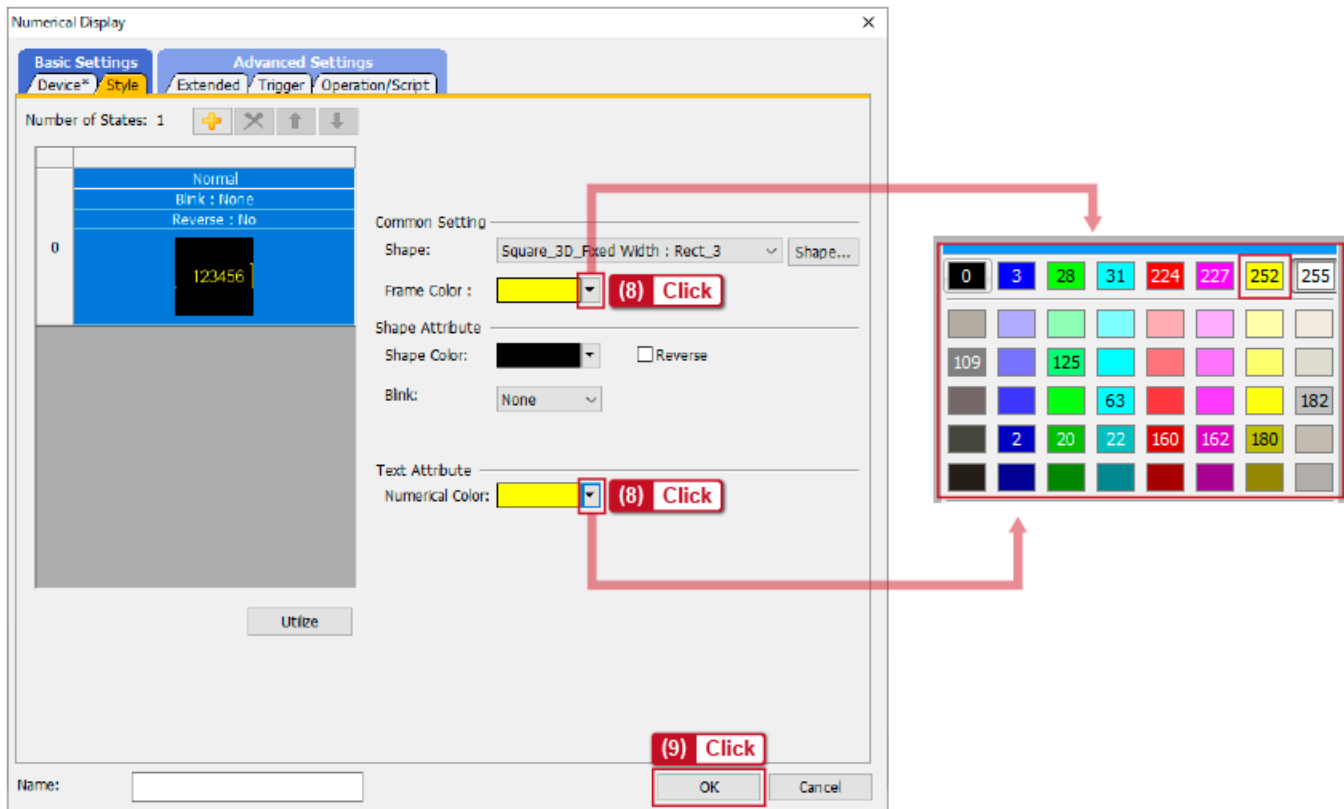 Numerical Display
Basic Settings
Advanced Settings
Device*
Style
Extended
Trigger
Operation/Script
Number of States: 1
Normal
Blink : None
Reverse : No
0
123456
Common Setting
Shape:
Square_3D_Fixed Width : Rect_3
Shape...
Frame Color :
(8) Click
Shape Attribute
Shape Color:
Reverse
Blink:
None
Text Attribute
Numerical Color:
(8) Click
Utilize
(9) Click
Name:
OK
Cancel
0 3 28 31 224 227 252 255
109 125
63 182
2 20 22 160 162 180